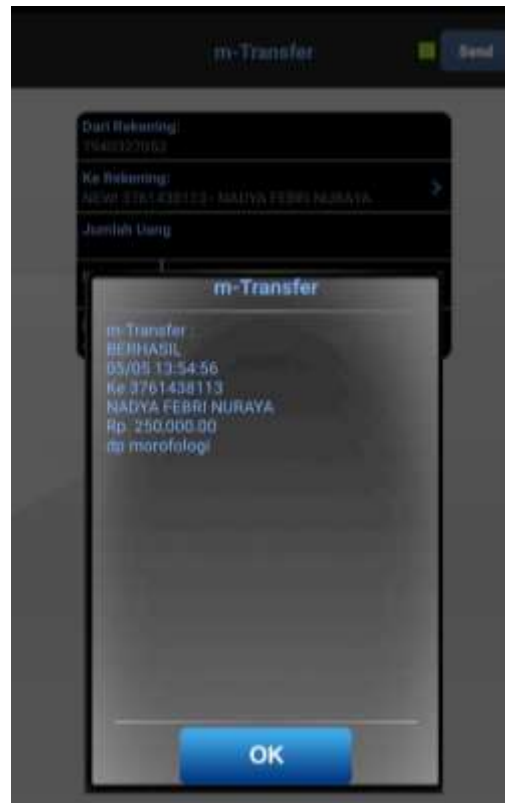 m-Transfer
Send
Dari Rekening:
Ke Rekening:
NEW! 3761438113 - NADYA FEBRI NURAYA
Jumlah Uang
m-Transfer
m-Transfer :
BERHASIL
05/05 13:54:56
Ke 3761438113
NADYA FEBRI NURAYA
Rp. 250.000.00
dp morofologi
OK